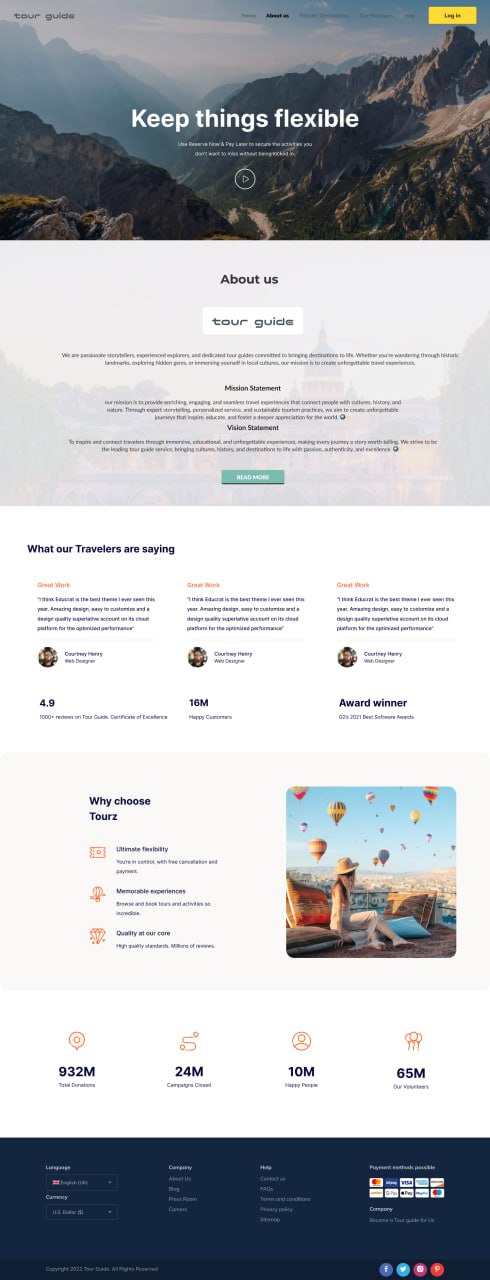 tour guide
Home About us Popular Destinations Our Packages Help Log in
Keep things flexible
Use Reserve Now & Pay Later to secure the activities you
don't want to miss without being locked in.
About us
tour guide
We are passionate storytellers, experienced explorers, and dedicated tour guides committed to bringing destinations to life. Whether you're wandering through historic
landmarks, exploring hidden gems, or immersing yourself in local cultures, our mission is to create unforgettable travel experiences.
Mission Statement
our mission is to provide enriching, engaging, and seamless travel experiences that connect people with cultures, history, and
nature. Through expert storytelling, personalized service, and sustainable tourism practices, we aim to create unforgettable
journeys that inspire, educate, and foster a deeper appreciation for the world.
Vision Statement
To inspire and connect travelers through immersive, educational, and unforgettable experiences, making every journey a story worth telling. We strive to be
the leading tour guide service, bringing cultures, history, and destinations to life with passion, authenticity, and excellence
READ MORE
What our Travelers are saying
Great Work
"I think Educrat is the best theme I ever seen this
year. Amazing design, easy to customize and a
design quality superlative account on its cloud
platform for the optimized performance"
Courtney Henry
Web Designer
Great Work
"I think Educrat is the best theme I ever seen this
year. Amazing design, easy to customize and a
design quality superlative account on its cloud
platform for the optimized performance"
Courtney Henry
Web Designer
Great Work
"I think Educrat is the best theme I ever seen this
year. Amazing design, easy to customize and a
design quality superlative account on its cloud
platform for the optimized performance"
Courtney Henry
Web Designer
4.9
1000+ reviews on Tour Guide. Certificate of Excellence
16M
Happy Customers
Award winner
G2's 2021 Best Software Awards
Why choose
Tourz
Ultimate flexibility
You're in control, with free cancellation and
payment.
Memorable experiences
Browse and book tours and activities so
incredible.
Quality at our core
High quality standards. Millions of reviews.
932M
Total Donations
24M
Campaigns Closed
10M
Happy People
65M
Our Volunteers
Language
English (UK)
Currency
U.S. Dollar ($)
Company
About Us
Blog
Press Room
Careers
Help
Contact us
FAQs
Terms and conditions
Privacy policy
Sitemap
Payment methods possible
VISA
Pay
Company
Become a Tour guide for Us
Copyright 2021 Tour Guide. All Rights Reserved